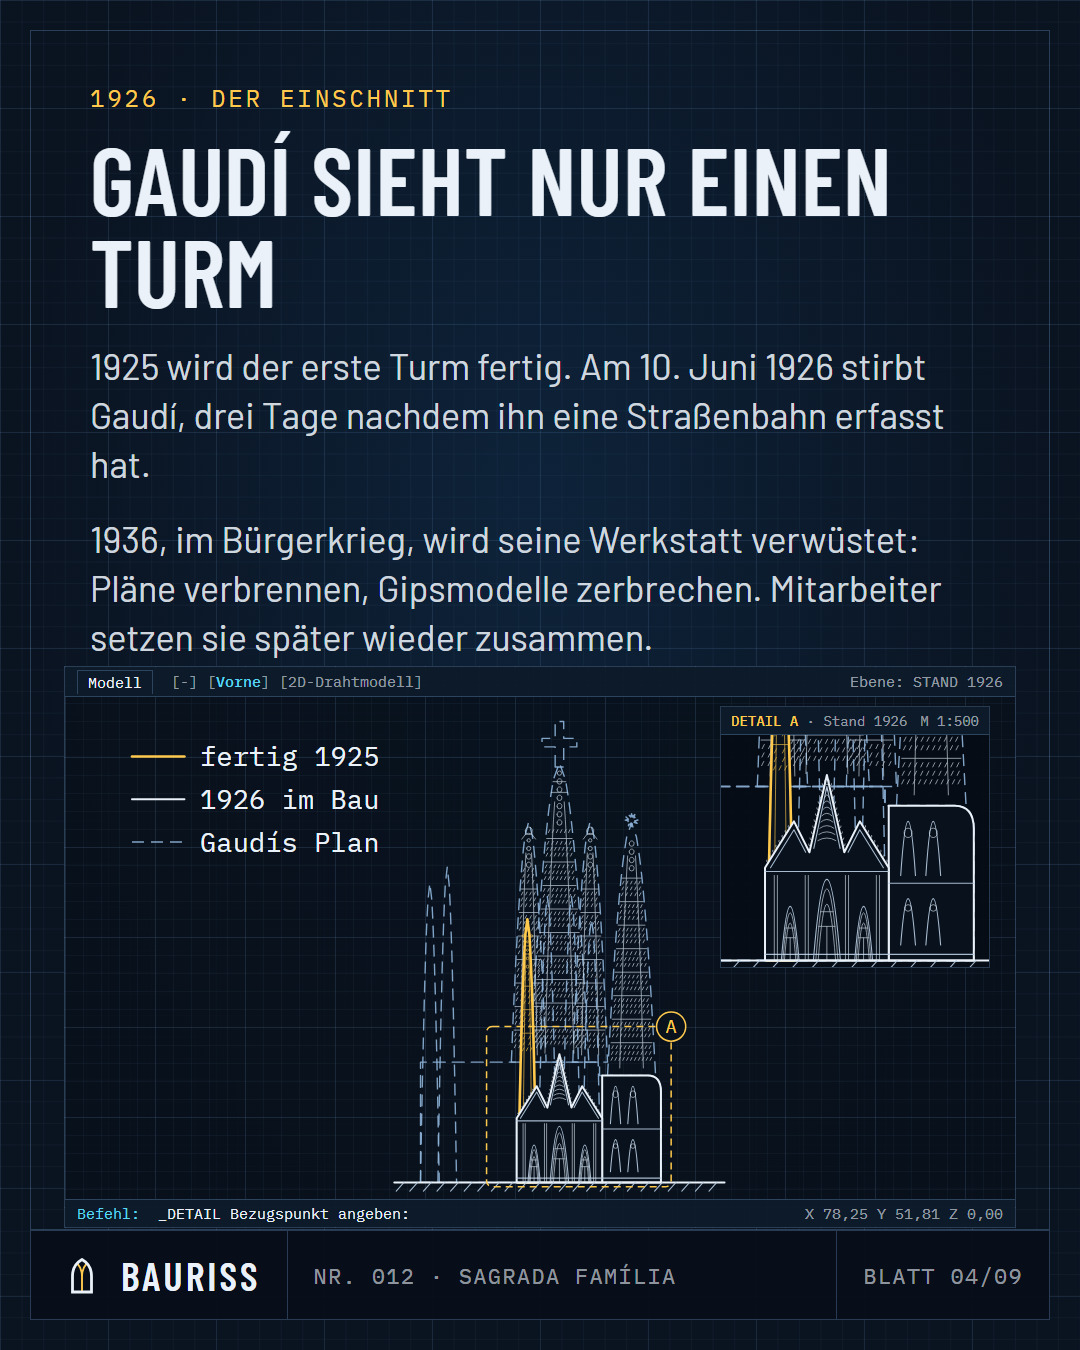 1926 · DER EINSCHNITT
GAUDÍ SIEHT NUR EINEN
TURM
1925 wird der erste Turm fertig. Am 10. Juni 1926 stirbt
Gaudí, drei Tage nachdem ihn eine Straßenbahn erfasst
hat.
1936, im Bürgerkrieg, wird seine Werkstatt verwüstet:
Pläne verbrennen, Gipsmodelle zerbrechen. Mitarbeiter
setzen sie später wieder zusammen.
Modell [-] [Vorne] [2D-Drahtmodell] Ebene: STAND 1926
DETAIL A · Stand 1926 M 1:500
fertig 1925
1926 im Bau
Gaudís Plan
A
Befehl: _DETAIL Bezugspunkt angeben: X 78,25 Y 51,81 Z 0,00
BAURISS NR. 012 · SAGRADA FAMÍLIA BLATT 04/09